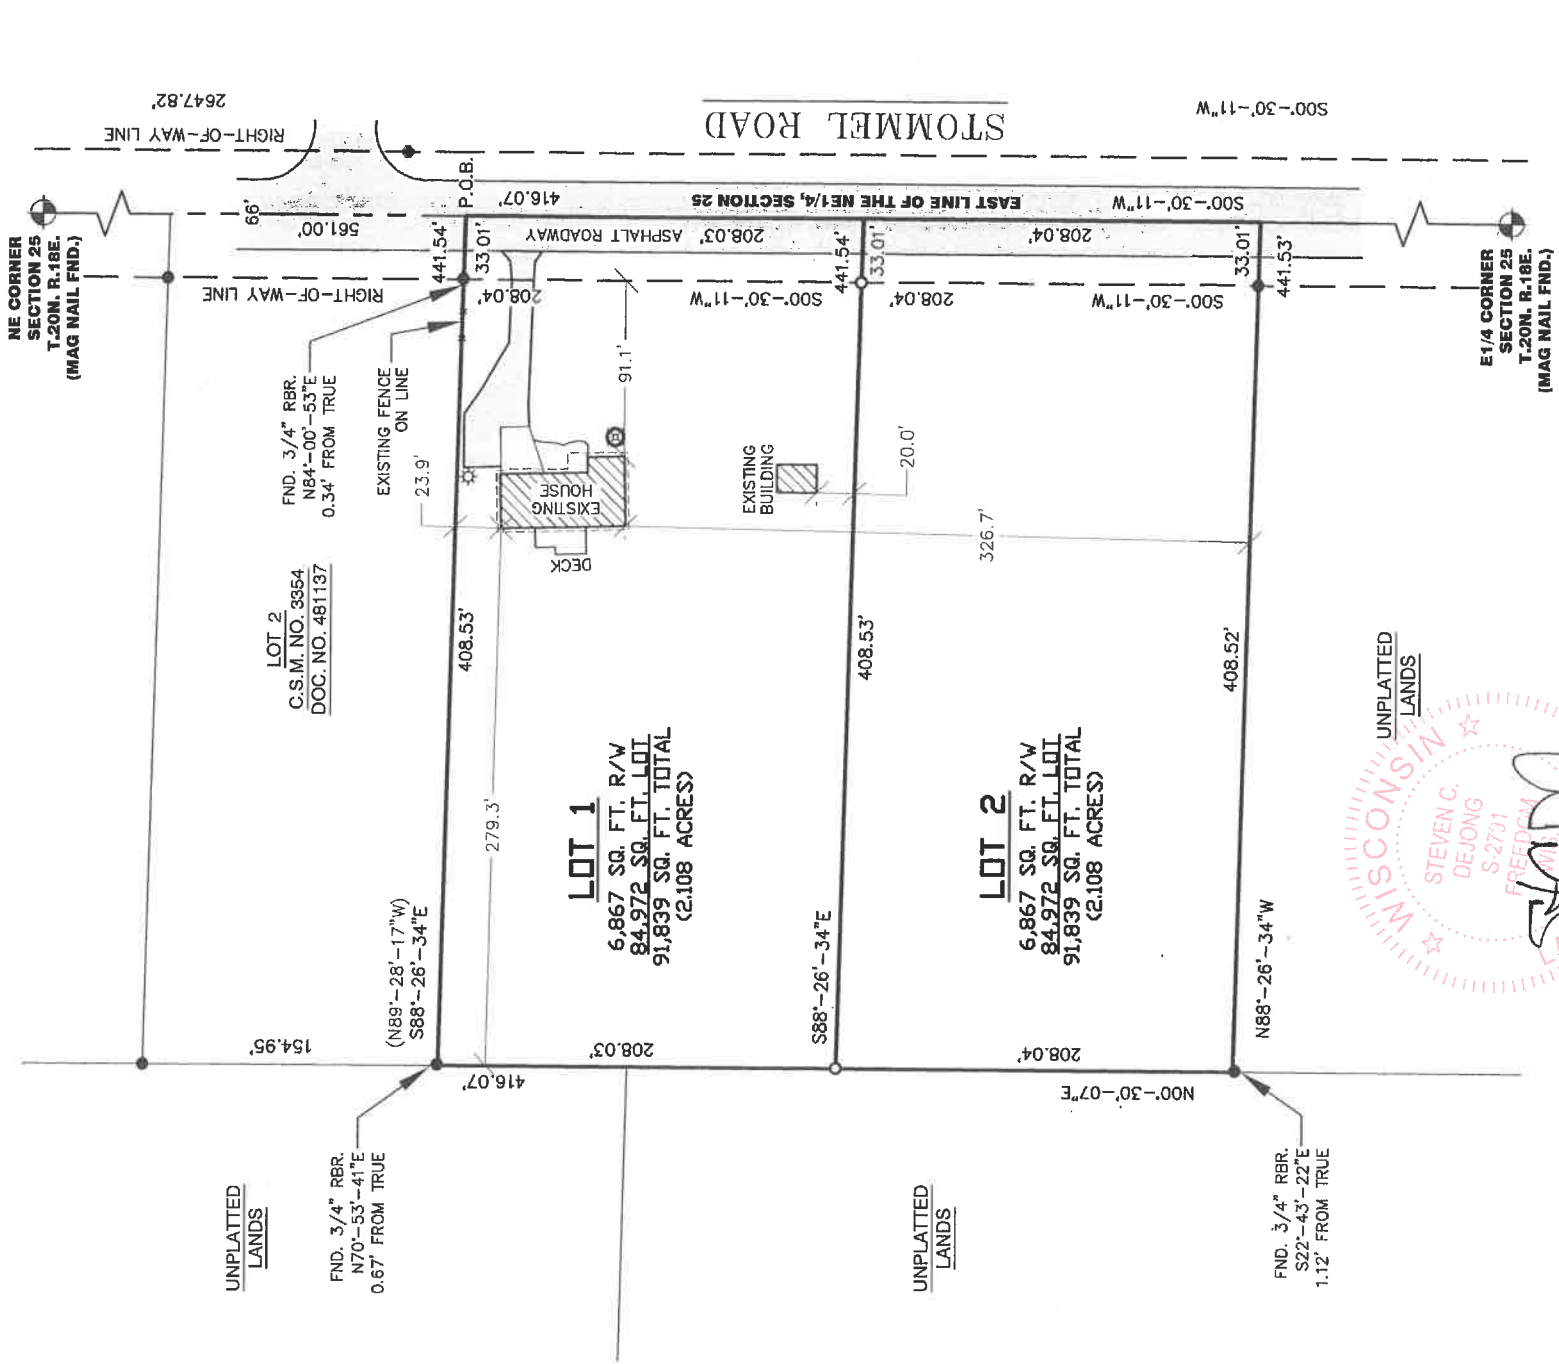 2647.82'
RIGHT-OF-WAY LINE
STOMMEL ROAD
S00°-30'-11"W
NE CORNER
SECTION 25
T.20N. R.18E.
(MAG NAIL FND.)
66'
561.00'
P.O.B.
416.07'
EAST LINE OF THE NE1/4, SECTION 25
S00°-30'-11"W
441.54'
33.01'
ASPHALT ROADWAY
208.03'
441.54'
33.01'
208.04'
33.01'
441.53'
E1/4 CORNER
SECTION 25
T.20N. R.18E.
(MAG NAIL FND.)
RIGHT-OF-WAY LINE
208.04'
S00°-30'-11"W
208.04'
S00°-30'-11"W
FND. 3/4" RBR.
N84°-00'-53"E
0.34' FROM TRUE
EXISTING FENCE
ON LINE
91.1'
23.9'
EXISTING
HOUSE
DECK
EXISTING
BUILDING
20.0'
326.7'
LOT 2
C.S.M. NO. 3354
DOC. NO. 481137
408.53'
408.53'
408.52'
UNPLATTED
LANDS
279.3'
LOT 1
6,867 SQ. FT. R/W
84,972 SQ. FT. LOT
91,839 SQ. FT. TOTAL
(2.108 ACRES)
LOT 2
6,867 SQ. FT. R/W
84,972 SQ. FT. LOT
91,839 SQ. FT. TOTAL
(2.108 ACRES)
WISCONSIN
STEVEN C.
DEJONG
S-2791
FREEDOM
WIS.
(N89°-28'-17"W)
S88°-26'-34"E
S88°-26'-34"E
N88°-26'-34"W
154.95'
416.07'
208.03'
208.04'
N00°-30'-07"E
UNPLATTED
LANDS
FND. 3/4" RBR.
N70°-53'-41"E
0.67' FROM TRUE
UNPLATTED
LANDS
FND. 3/4" RBR.
S22°-43'-22"E
1.12' FROM TRUE